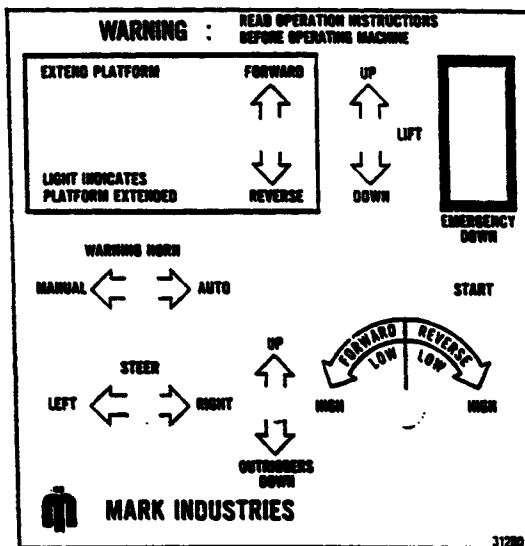 WARNING : READ OPERATION INSTRUCTIONS
BEFORE OPERATING MACHINE
EXTEND PLATFORM
FORWARD
UP
LIFT
LIGHT INDICATES
PLATFORM EXTENDED
REVERSE
DOWN
EMERGENCY
DOWN
WARNING HORN
MANUAL
AUTO
START
FORWARD
REVERSE
LOW
LOW
HIGH
HIGH
STEER
LEFT
RIGHT
UP
OUTRIGGERS
DOWN
MARK INDUSTRIES